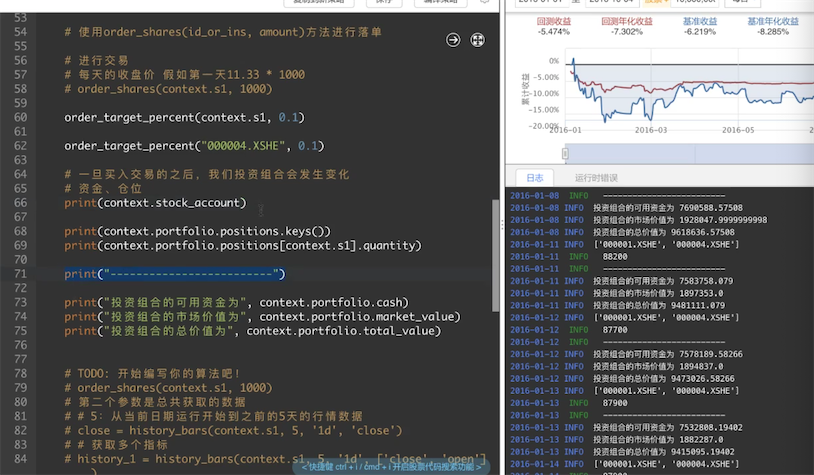 53
54 # 使用order_shares(id_or_ins, amount)方法进行落单
55
56 # 进行交易
57 # 每天的收盘价 假如第一天11.33 * 1000
58 # order_shares(context.s1, 1000)
59
60 order_target_percent(context.s1, 0.1)
61
62 order_target_percent("000004.XSHE", 0.1)
63
64 # 一旦买入交易的之后, 我们投资组合会发生变化
65 # 资金、仓位
66 print(context.stock_account)
67
68 print(context.portfolio.positions.keys())
69 print(context.portfolio.positions[context.s1].quantity)
70
71 print("-------------------------")
72
73 print("投资组合的可用资金为", context.portfolio.cash)
74 print("投资组合的市场价值为", context.portfolio.market_value)
75 print("投资组合的总价值为", context.portfolio.total_value)
76
77
78 # TODO: 开始编写你的算法吧!
79 # order_shares(context.s1, 1000)
80 # 第二个参数是总共获取的数据
81 # # 5: 从当前日期运行开始到之前的5天的行情数据
82 # close = history_bars(context.s1, 5, '1d', 'close')
83 # # 获取多个指标
84 # history_1 = history_bars(context.s1, 5, '1d', ['close', 'open']
< 快捷键 ctrl + i / cmd + i 开启股票代码搜索功能 >
回测收益 回测年化收益 基准收益 基准年化收益
-5.474% -7.302% -6.219% -8.285%
累计收益
0%
-5.00%
-10.00%
-15.00%
-20.00%
2016-01 2016-03 2016-05
日志 运行时错误
2016-01-08 INFO -------------------------
2016-01-08 INFO 投资组合的可用资金为 7690588.57508
2016-01-08 INFO 投资组合的市场价值为 1928047.9999999998
2016-01-08 INFO 投资组合的总价值为 9618636.57508
2016-01-11 INFO ['000001.XSHE', '000004.XSHE']
2016-01-11 INFO 88200
2016-01-11 INFO -------------------------
2016-01-11 INFO 投资组合的可用资金为 7583758.079
2016-01-11 INFO 投资组合的市场价值为 1897353.0
2016-01-11 INFO 投资组合的总价值为 9481111.079
2016-01-12 INFO ['000001.XSHE', '000004.XSHE']
2016-01-12 INFO 87700
2016-01-12 INFO -------------------------
2016-01-12 INFO 投资组合的可用资金为 7578189.58266
2016-01-12 INFO 投资组合的市场价值为 1894837.0
2016-01-12 INFO 投资组合的总价值为 9473026.58266
2016-01-13 INFO ['000001.XSHE', '000004.XSHE']
2016-01-13 INFO 87900
2016-01-13 INFO -------------------------
2016-01-13 INFO 投资组合的可用资金为 7532808.19402
2016-01-13 INFO 投资组合的市场价值为 1882287.0
2016-01-13 INFO 投资组合的总价值为 9415095.19402
2016-01-14 INFO ['000001.XSHE', '000004.XSHE']